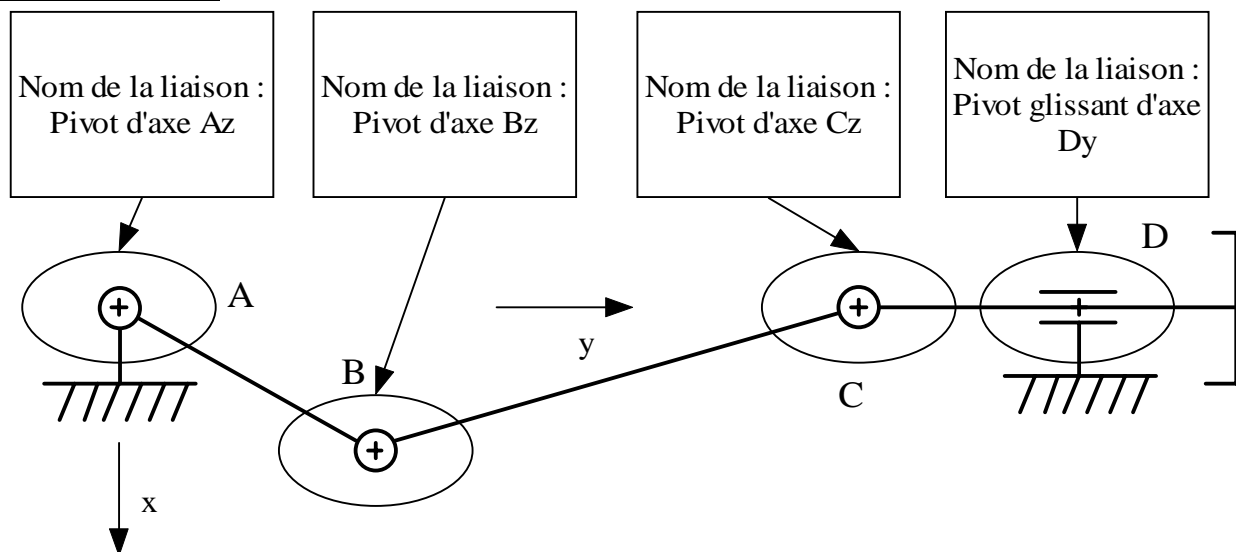 Nom de la liaison :
Pivot d'axe Az
Nom de la liaison :
Pivot d'axe Bz
Nom de la liaison :
Pivot d'axe Cz
Nom de la liaison :
Pivot glissant d'axe
Dy
A
B
C
D
y
x